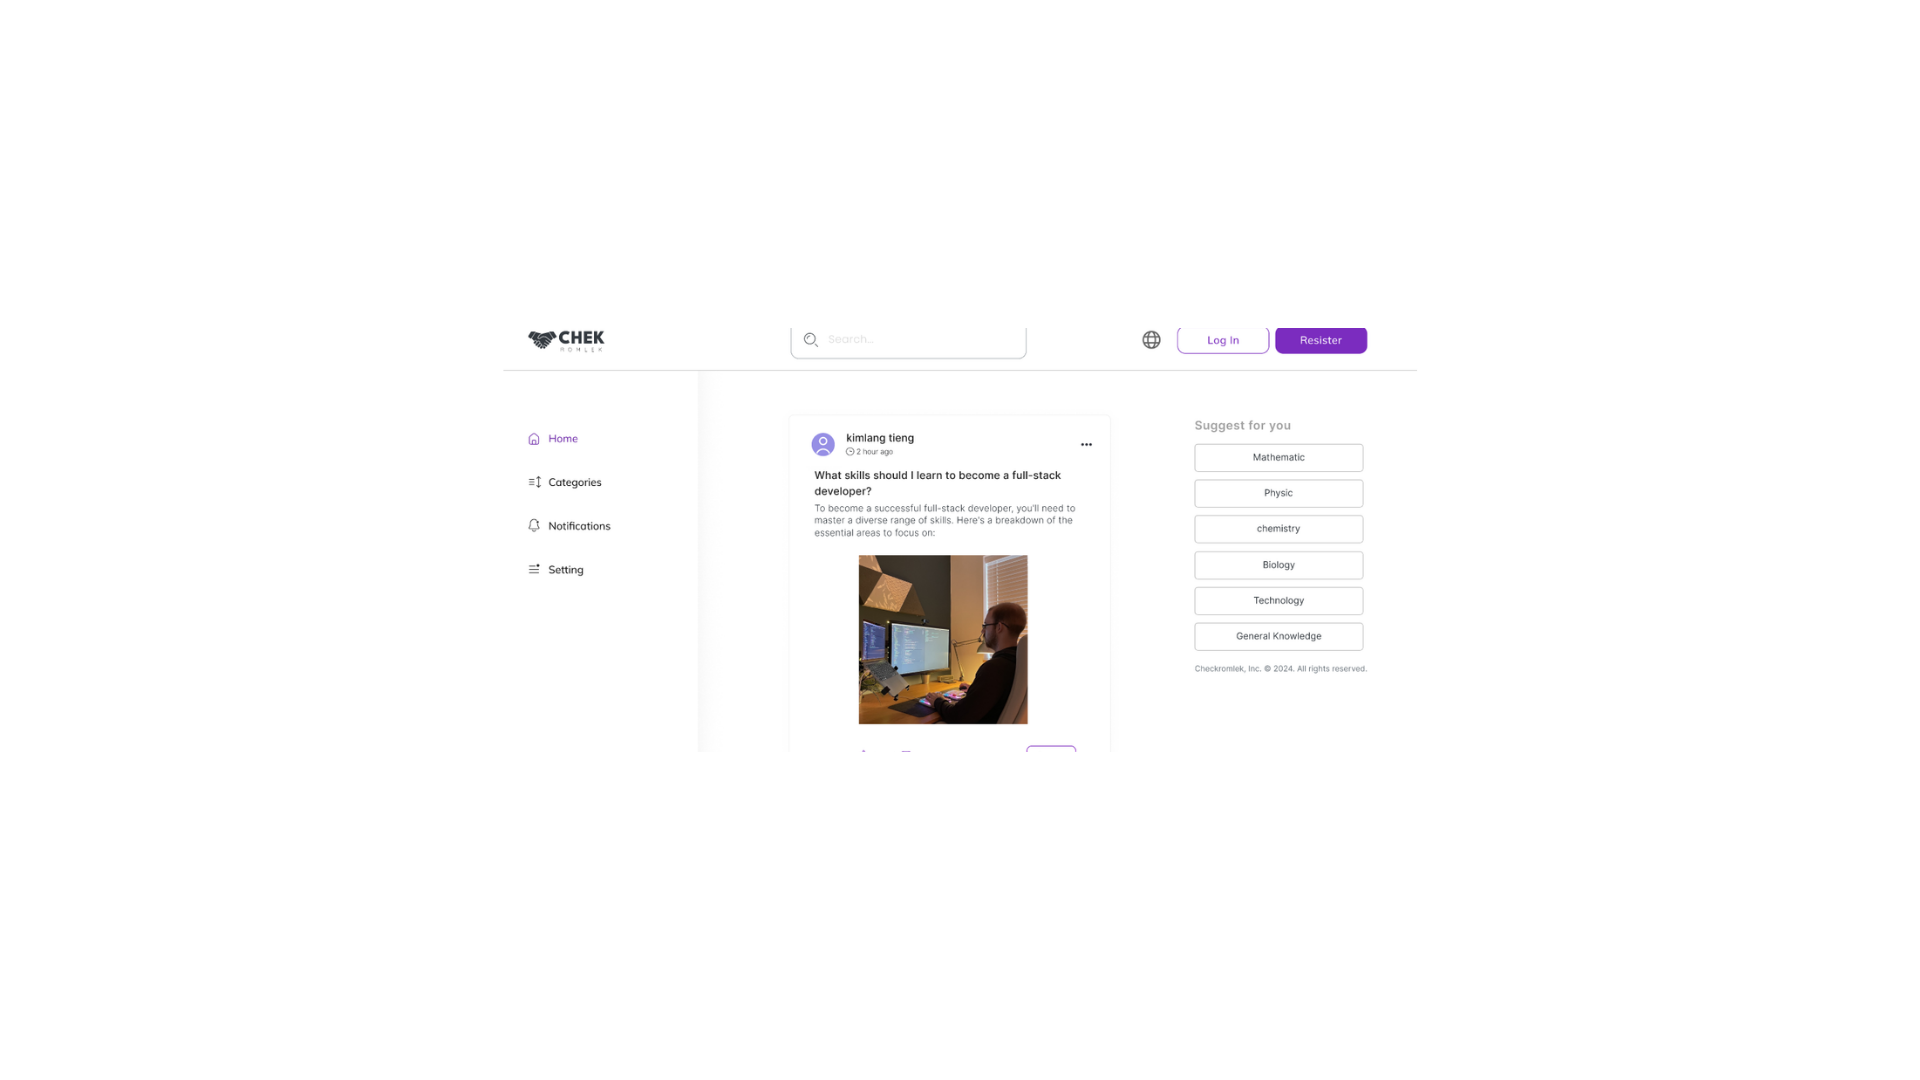 CHEK
ROMLEK
Search...
Log In
Resister
Home
Categories
Notifications
Setting
kimlang tieng
2 hour ago
What skills should I learn to become a full-stack
developer?
To become a successful full-stack developer, you'll need to
master a diverse range of skills. Here's a breakdown of the
essential areas to focus on:
Suggest for you
Mathematic
Physic
chemistry
Biology
Technology
General Knowledge
Checkromlek, Inc. © 2024. All rights reserved.